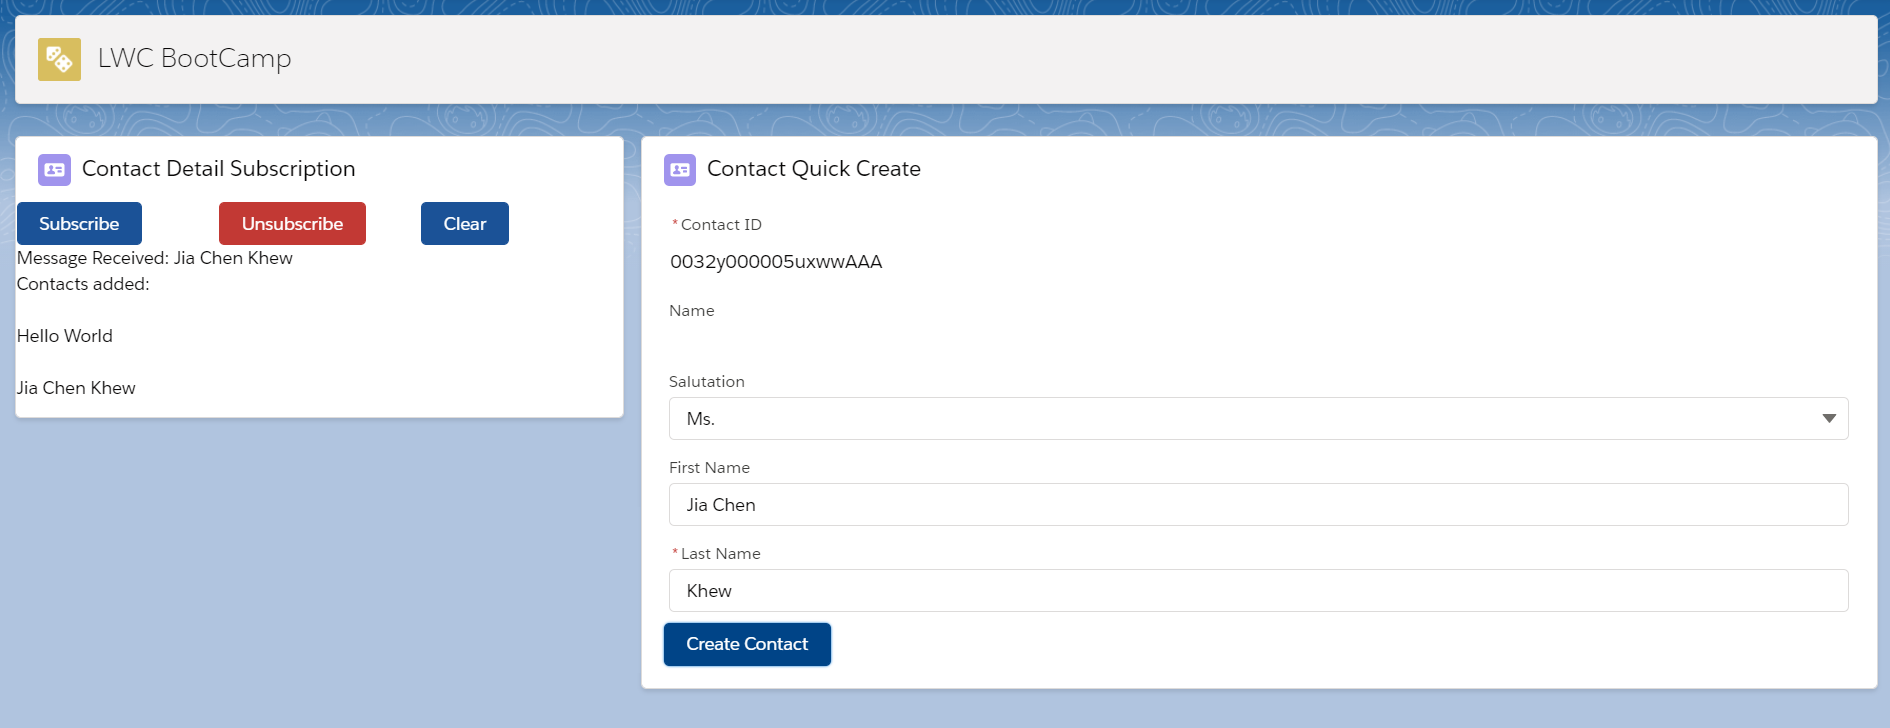 LWC BootCamp
Contact Detail Subscription
Subscribe Unsubscribe Clear
Message Received: Jia Chen Khew
Contacts added:
Hello World
Jia Chen Khew
Contact Quick Create
*Contact ID
0032y000005uxwwAAA
Name
Salutation
Ms.
First Name
Jia Chen
*Last Name
Khew
Create Contact